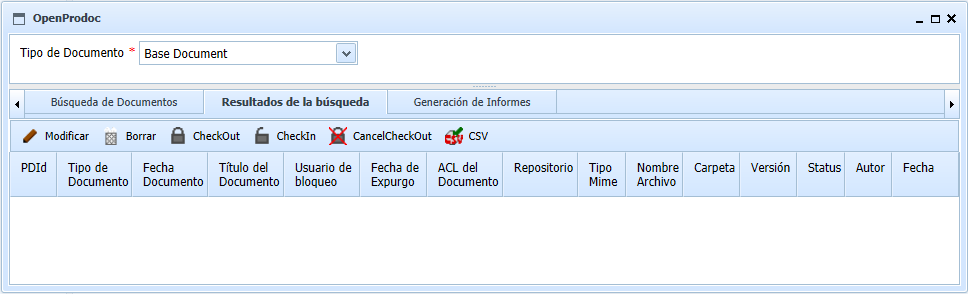 OpenProdoc
Tipo de Documento * Base Document
Búsqueda de Documentos Resultados de la búsqueda Generación de Informes
Modificar Borrar CheckOut CheckIn CancelCheckOut CSV
PDId Tipo de Documento Fecha Documento Título del Documento Usuario de bloqueo Fecha de Expurgo ACL del Documento Repositorio Tipo Mime Nombre Archivo Carpeta Versión Status Autor Fecha